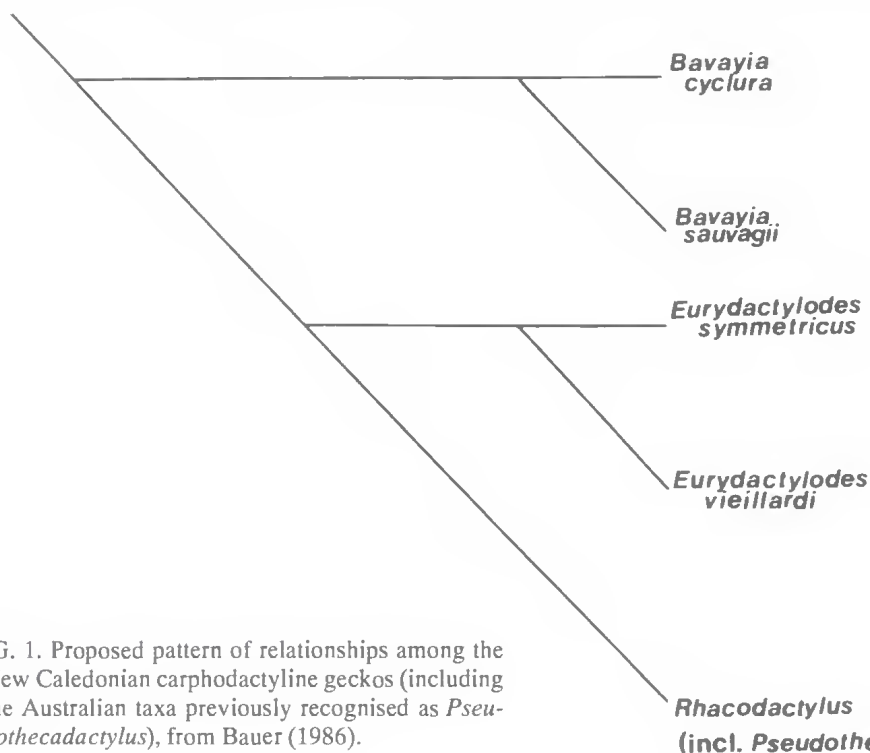 Bavayia
cyclura
Bavayia
sauvagii
Eurydactylodes
symmetricus
Eurydactylodes
vieillardi
G. 1. Proposed pattern of relationships among the
ew Caledonian carphodactyline geckos (including
e Australian taxa previously recognised as Pseu-
othecadactylus), from Bauer (1986).
Rhacodactylus
(incl. Pseudothe